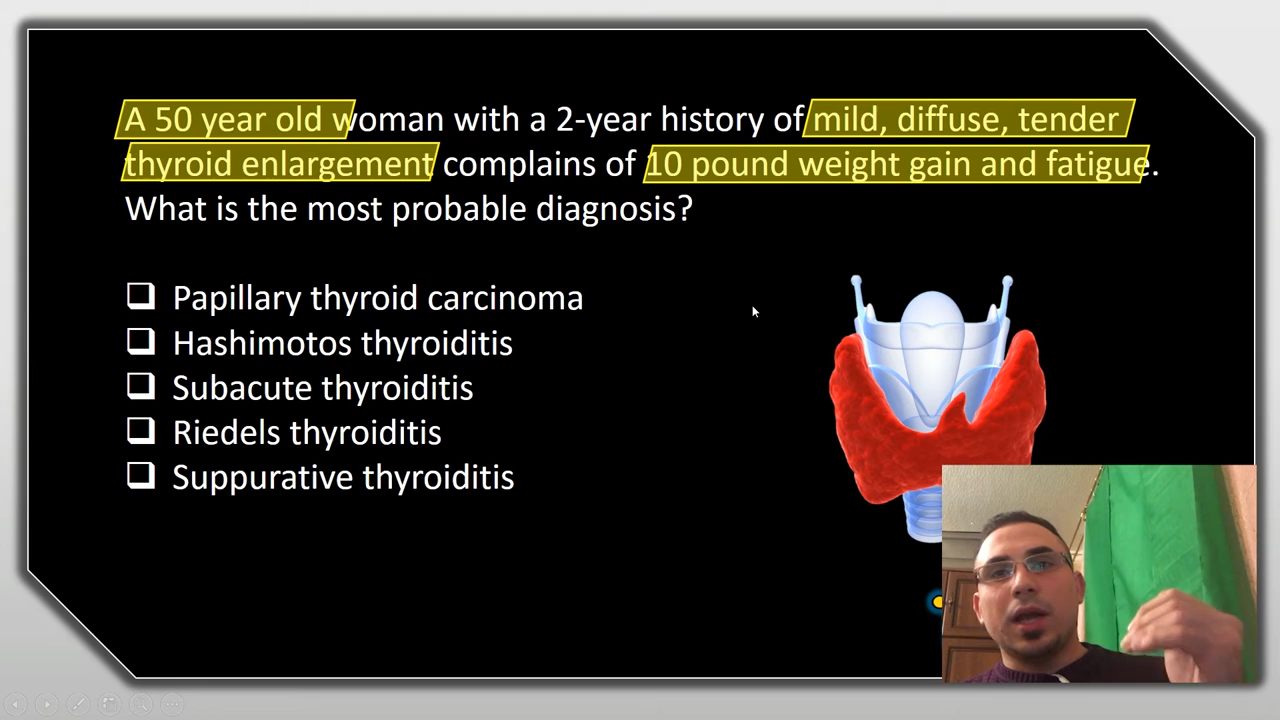 A 50 year old woman with a 2-year history of mild, diffuse, tender
thyroid enlargement complains of 10 pound weight gain and fatigue.
What is the most probable diagnosis?
Papillary thyroid carcinoma
Hashimotos thyroiditis
Subacute thyroiditis
Riedels thyroiditis
Suppurative thyroiditis